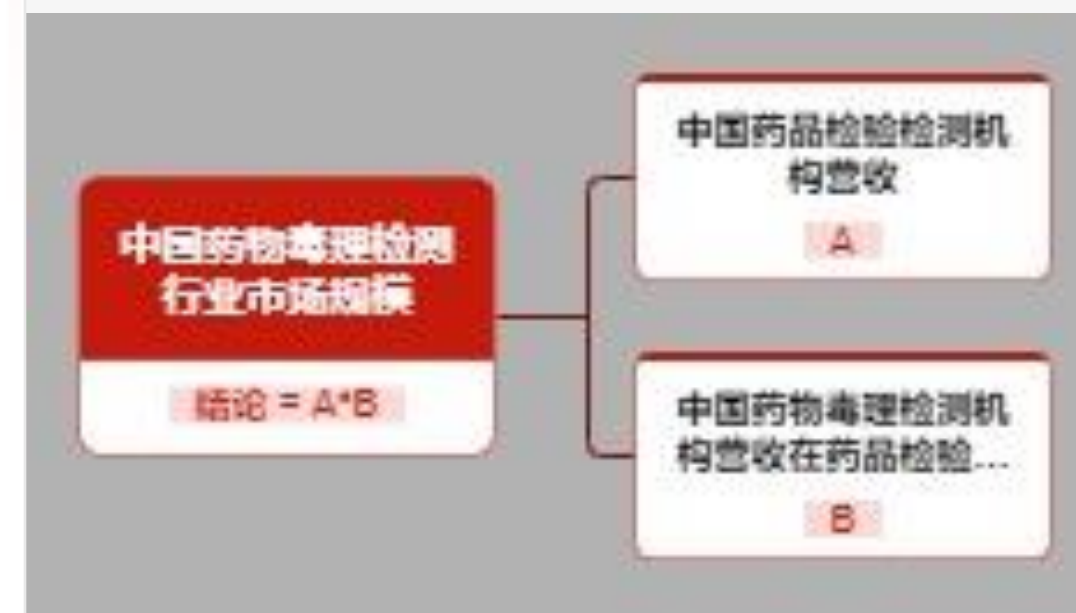 中国药物毒理检测
行业市场规模
结论 = A*B
中国药品检验检测机
构营收
A
中国药物毒理检测机
构营收在药品检验...
B